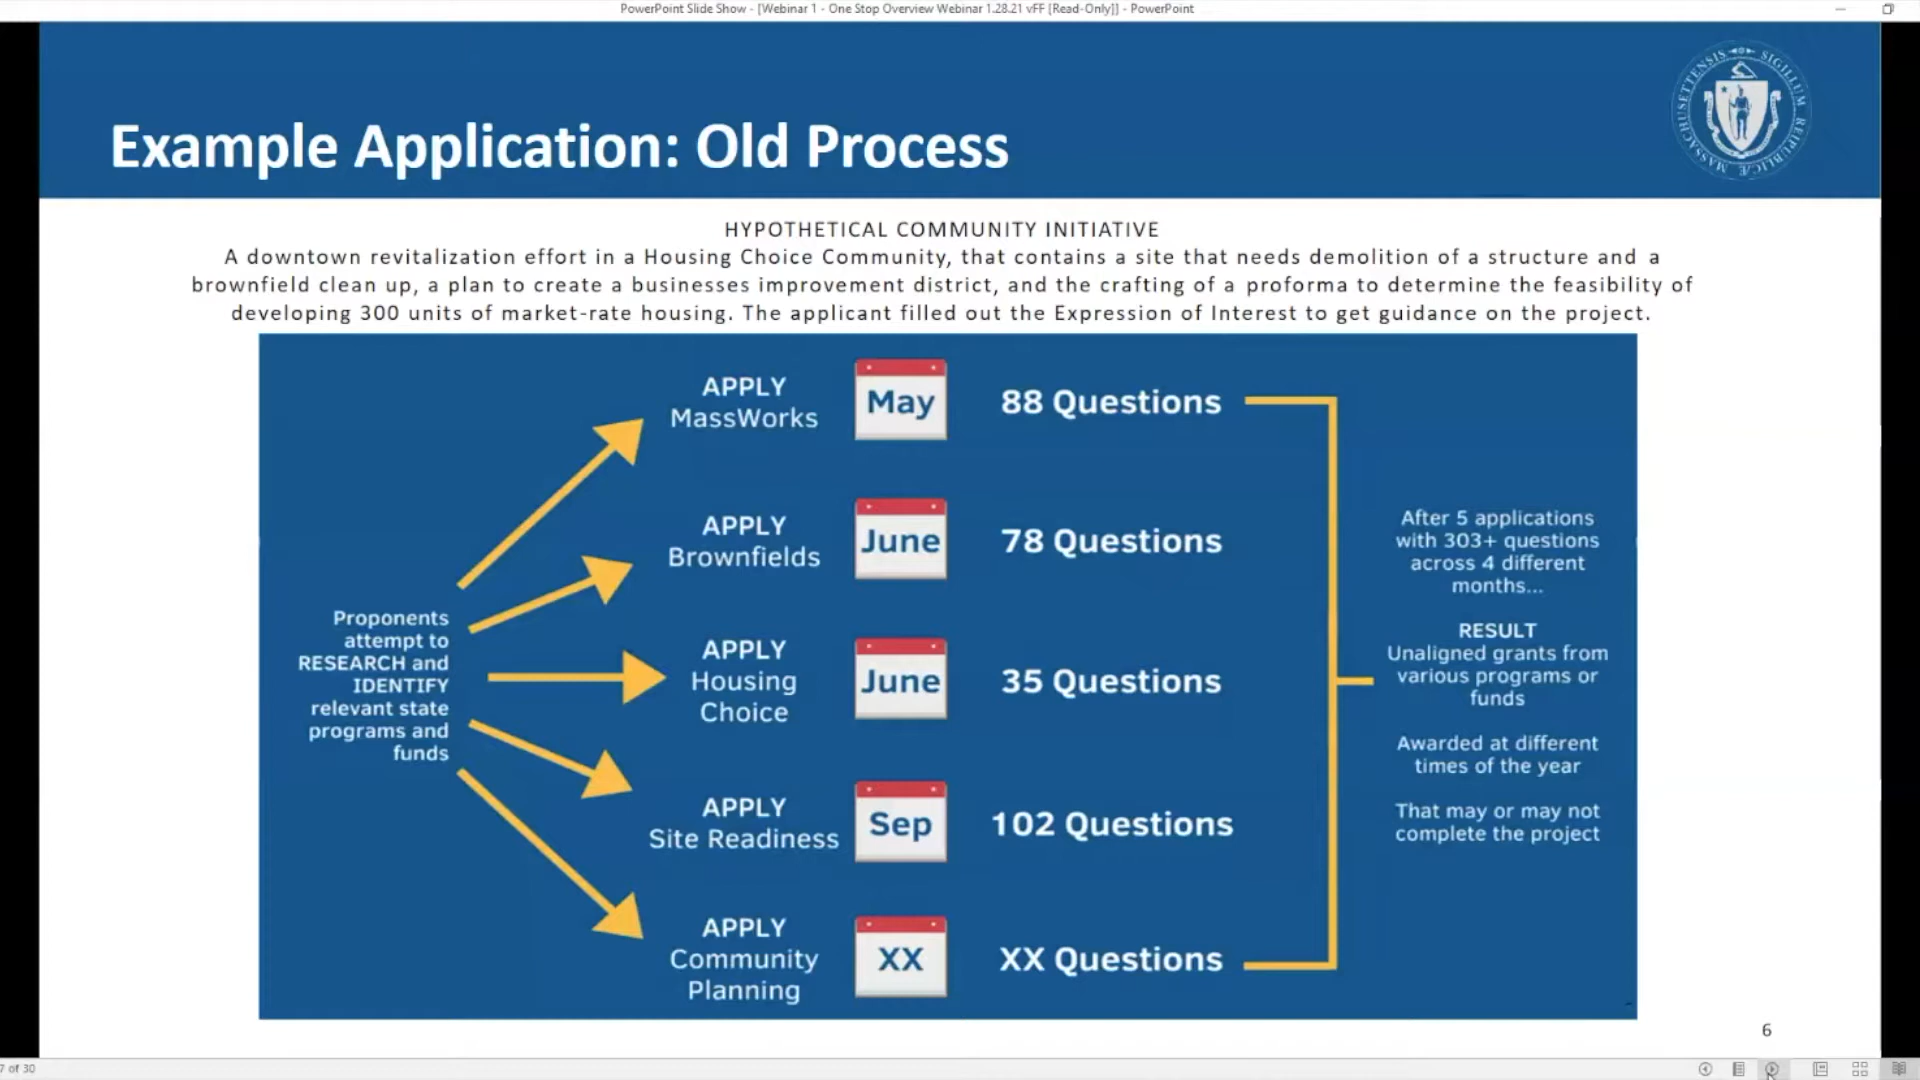 PowerPoint Slide Show - [Webinar 1 - One Stop Overview Webinar 1.28.21 vFF [Read-Only]] - PowerPoint
Example Application: Old Process
MASSACHUSETTENSIS SIGILLUM REIPUBLICÆ
HYPOTHETICAL COMMUNITY INITIATIVE
A downtown revitalization effort in a Housing Choice Community, that contains a site that needs demolition of a structure and a
brownfield clean up, a plan to create a businesses improvement district, and the crafting of a proforma to determine the feasibility of
developing 300 units of market-rate housing. The applicant filled out the Expression of Interest to get guidance on the project.
Proponents
attempt to
RESEARCH and
IDENTIFY
relevant state
programs and
funds
APPLY
MassWorks
May
88 Questions
APPLY
Brownfields
June
78 Questions
APPLY
Housing
Choice
June
35 Questions
APPLY
Site Readiness
Sep
102 Questions
APPLY
Community
Planning
XX
XX Questions
After 5 applications
with 303+ questions
across 4 different
months...
RESULT
Unaligned grants from
various programs or
funds
Awarded at different
times of the year
That may or may not
complete the project
6
7 of 30